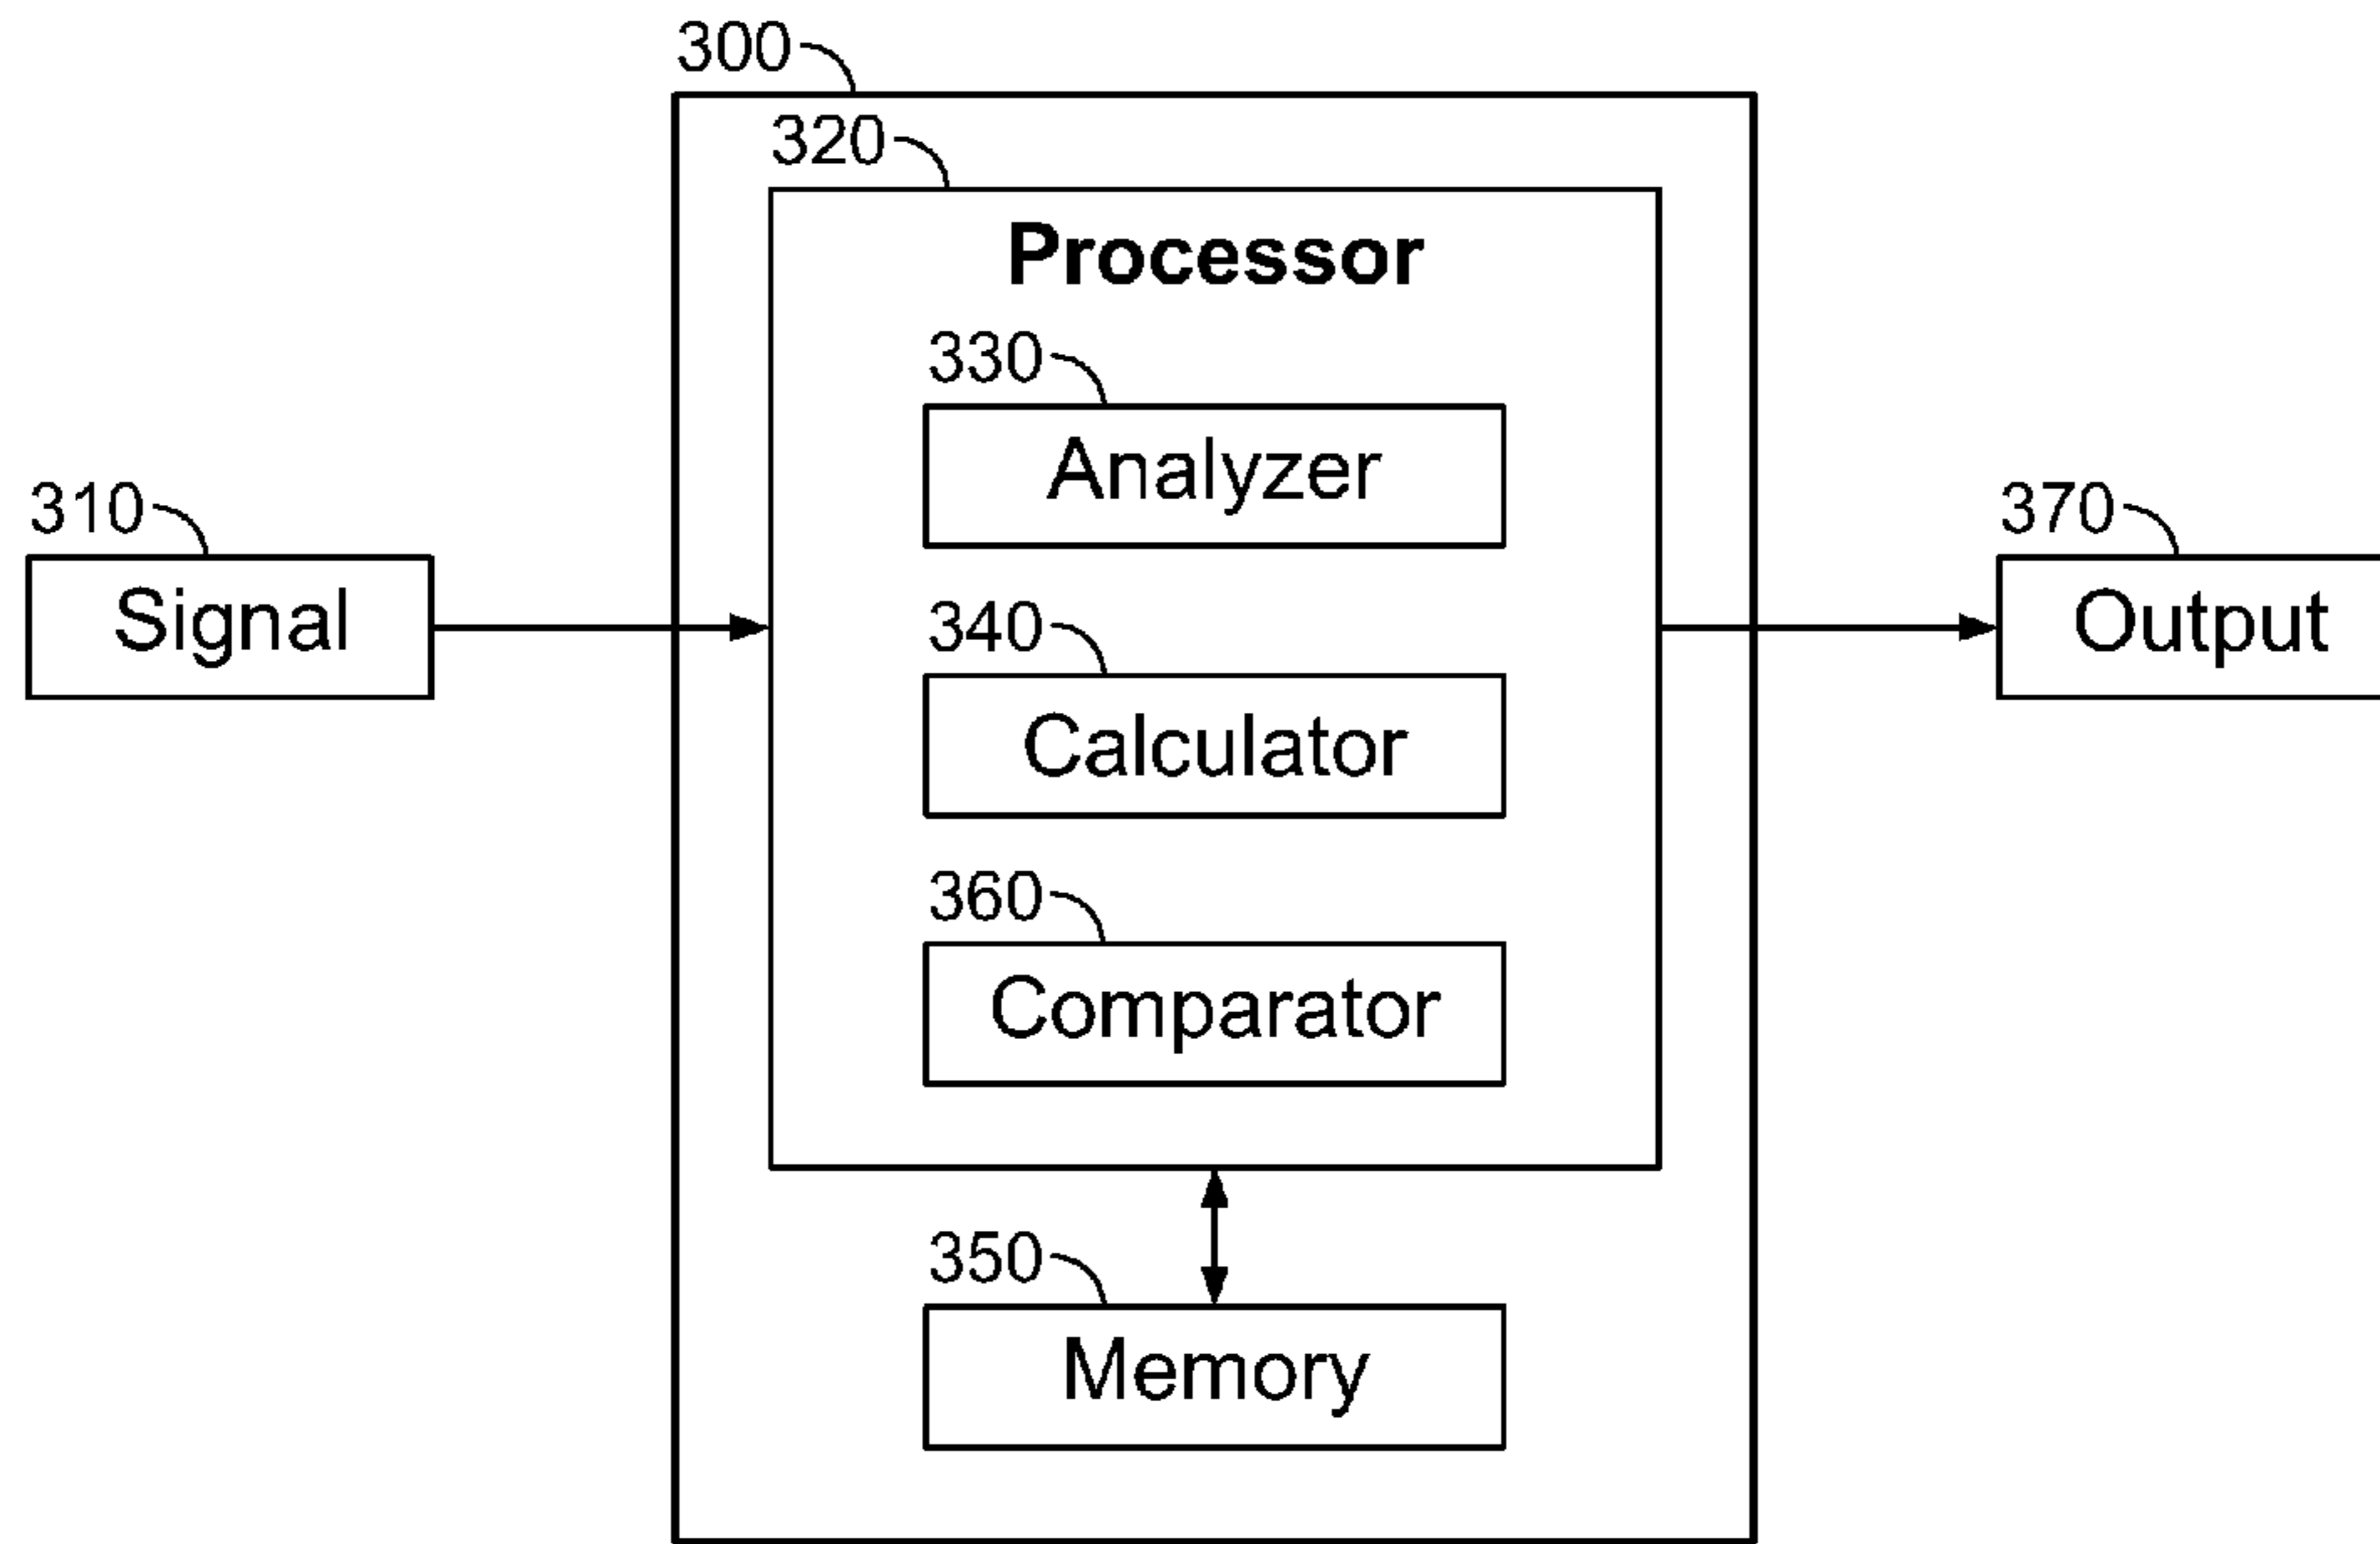 300
320
Processor
330
Analyzer
310
Signal
340
Calculator
370
Output
360
Comparator
350
Memory